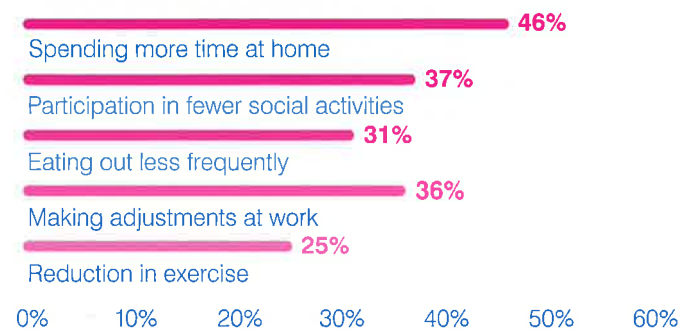 46%
Spending more time at home
37%
Participation in fewer social activities
31%
Eating out less frequently
36%
Making adjustments at work
25%
Reduction in exercise
0% 10% 20% 30% 40% 50% 60%